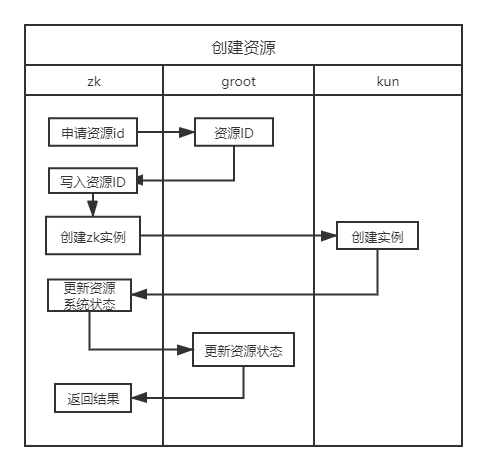 创建资源
zk
groot
kun
申请资源id
资源ID
写入资源ID
创建zk实例
创建实例
更新资源
系统状态
更新资源状态
返回结果